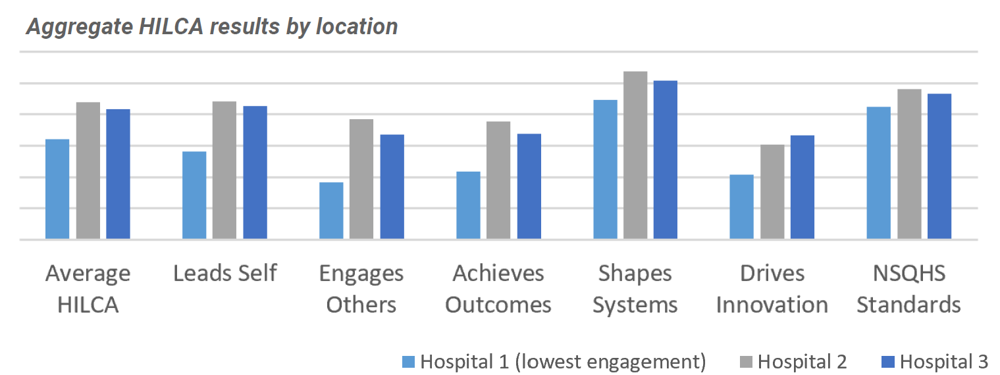 Aggregate HILCA results by location
Average
HILCA
Leads Self
Engages
Others
Achieves
Outcomes
Shapes
Systems
Drives
Innovation
NSQHS
Standards
Hospital 1 (lowest engagement)
Hospital 2
Hospital 3